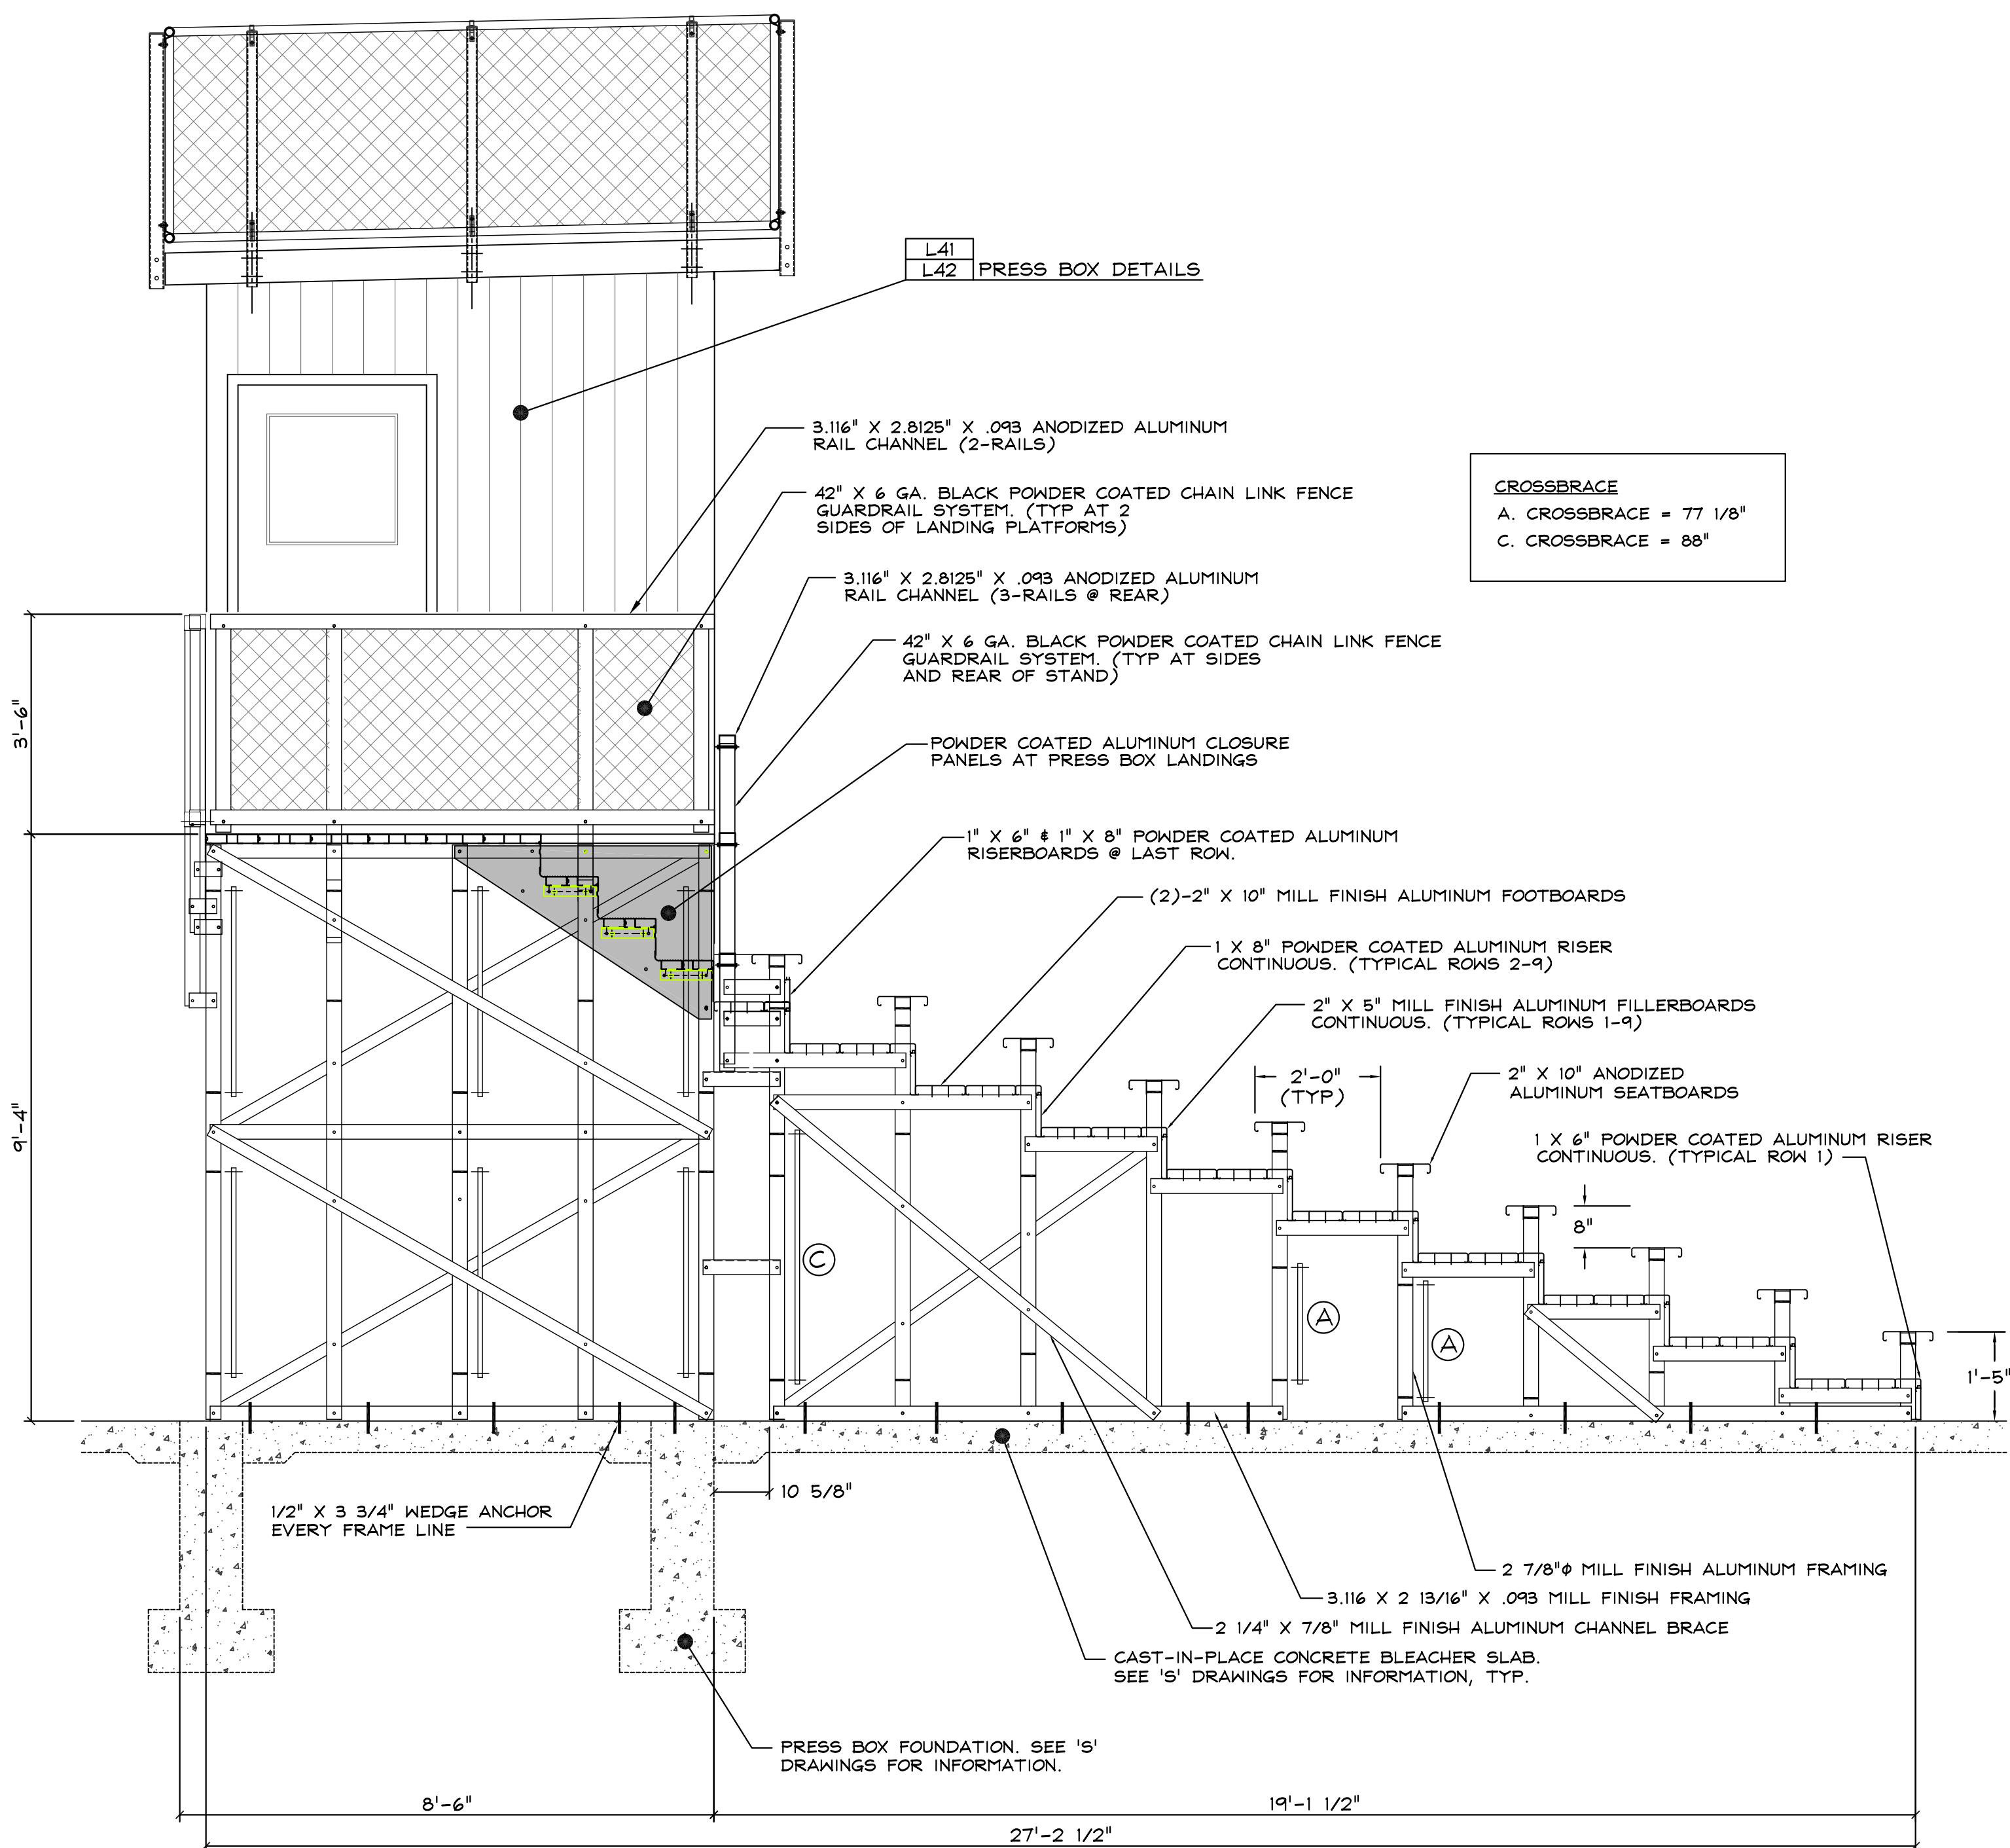 L41
L42 PRESS BOX DETAILS
3.116" X 2.8125" X .093 ANODIZED ALUMINUM
RAIL CHANNEL (2-RAILS)
42" X 6 GA. BLACK POWDER COATED CHAIN LINK FENCE
GUARDRAIL SYSTEM. (TYP AT 2
SIDES OF LANDING PLATFORMS)
CROSSBRACE
A. CROSSBRACE = 77 1/8"
C. CROSSBRACE = 88"
3.116" X 2.8125" X .093 ANODIZED ALUMINUM
RAIL CHANNEL (3-RAILS @ REAR)
42" X 6 GA. BLACK POWDER COATED CHAIN LINK FENCE
GUARDRAIL SYSTEM. (TYP AT SIDES
AND REAR OF STAND)
3'-6"
POWDER COATED ALUMINUM CLOSURE
PANELS AT PRESS BOX LANDINGS
1" X 6" & 1" X 8" POWDER COATED ALUMINUM
RISERBOARDS @ LAST ROW.
(2)-2" X 10" MILL FINISH ALUMINUM FOOTBOARDS
1 X 8" POWDER COATED ALUMINUM RISER
CONTINUOUS. (TYPICAL ROWS 2-9)
2" X 5" MILL FINISH ALUMINUM FILLERBOARDS
CONTINUOUS. (TYPICAL ROWS 1-9)
2'-0"
(TYP)
2" X 10" ANODIZED
ALUMINUM SEATBOARDS
9'-4"
1 X 6" POWDER COATED ALUMINUM RISER
CONTINUOUS. (TYPICAL ROW 1)
8"
C
A
A
1'-5"
10 5/8"
1/2" X 3 3/4" WEDGE ANCHOR
EVERY FRAME LINE
2 7/8"Φ MILL FINISH ALUMINUM FRAMING
3.116 X 2 13/16" X .093 MILL FINISH FRAMING
2 1/4" X 7/8" MILL FINISH ALUMINUM CHANNEL BRACE
CAST-IN-PLACE CONCRETE BLEACHER SLAB.
SEE 'S' DRAWINGS FOR INFORMATION, TYP.
PRESS BOX FOUNDATION. SEE 'S'
DRAWINGS FOR INFORMATION.
8'-6"
19'-1 1/2"
27'-2 1/2"